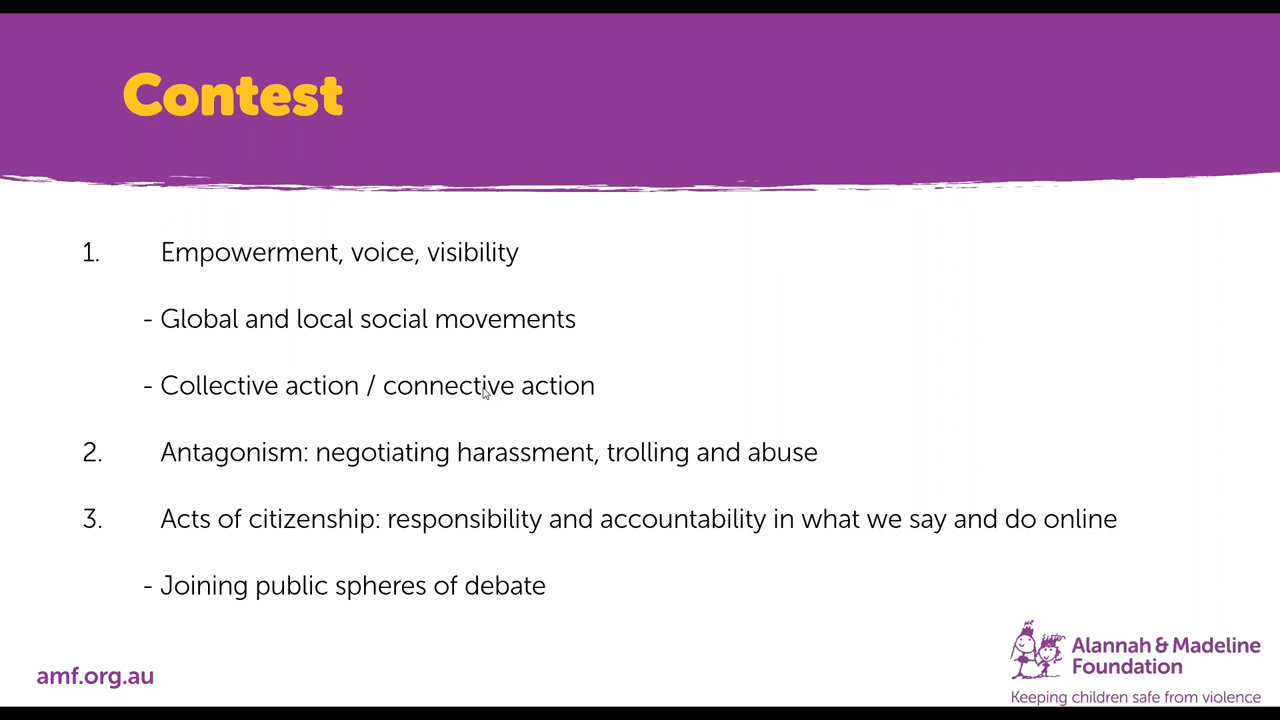 Contest
1. Empowerment, voice, visibility
- Global and local social movements
- Collective action / connective action
2. Antagonism: negotiating harassment, trolling and abuse
3. Acts of citizenship: responsibility and accountability in what we say and do online
- Joining public spheres of debate
amf.org.au
Alannah & Madeline
Foundation
Keeping children safe from violence